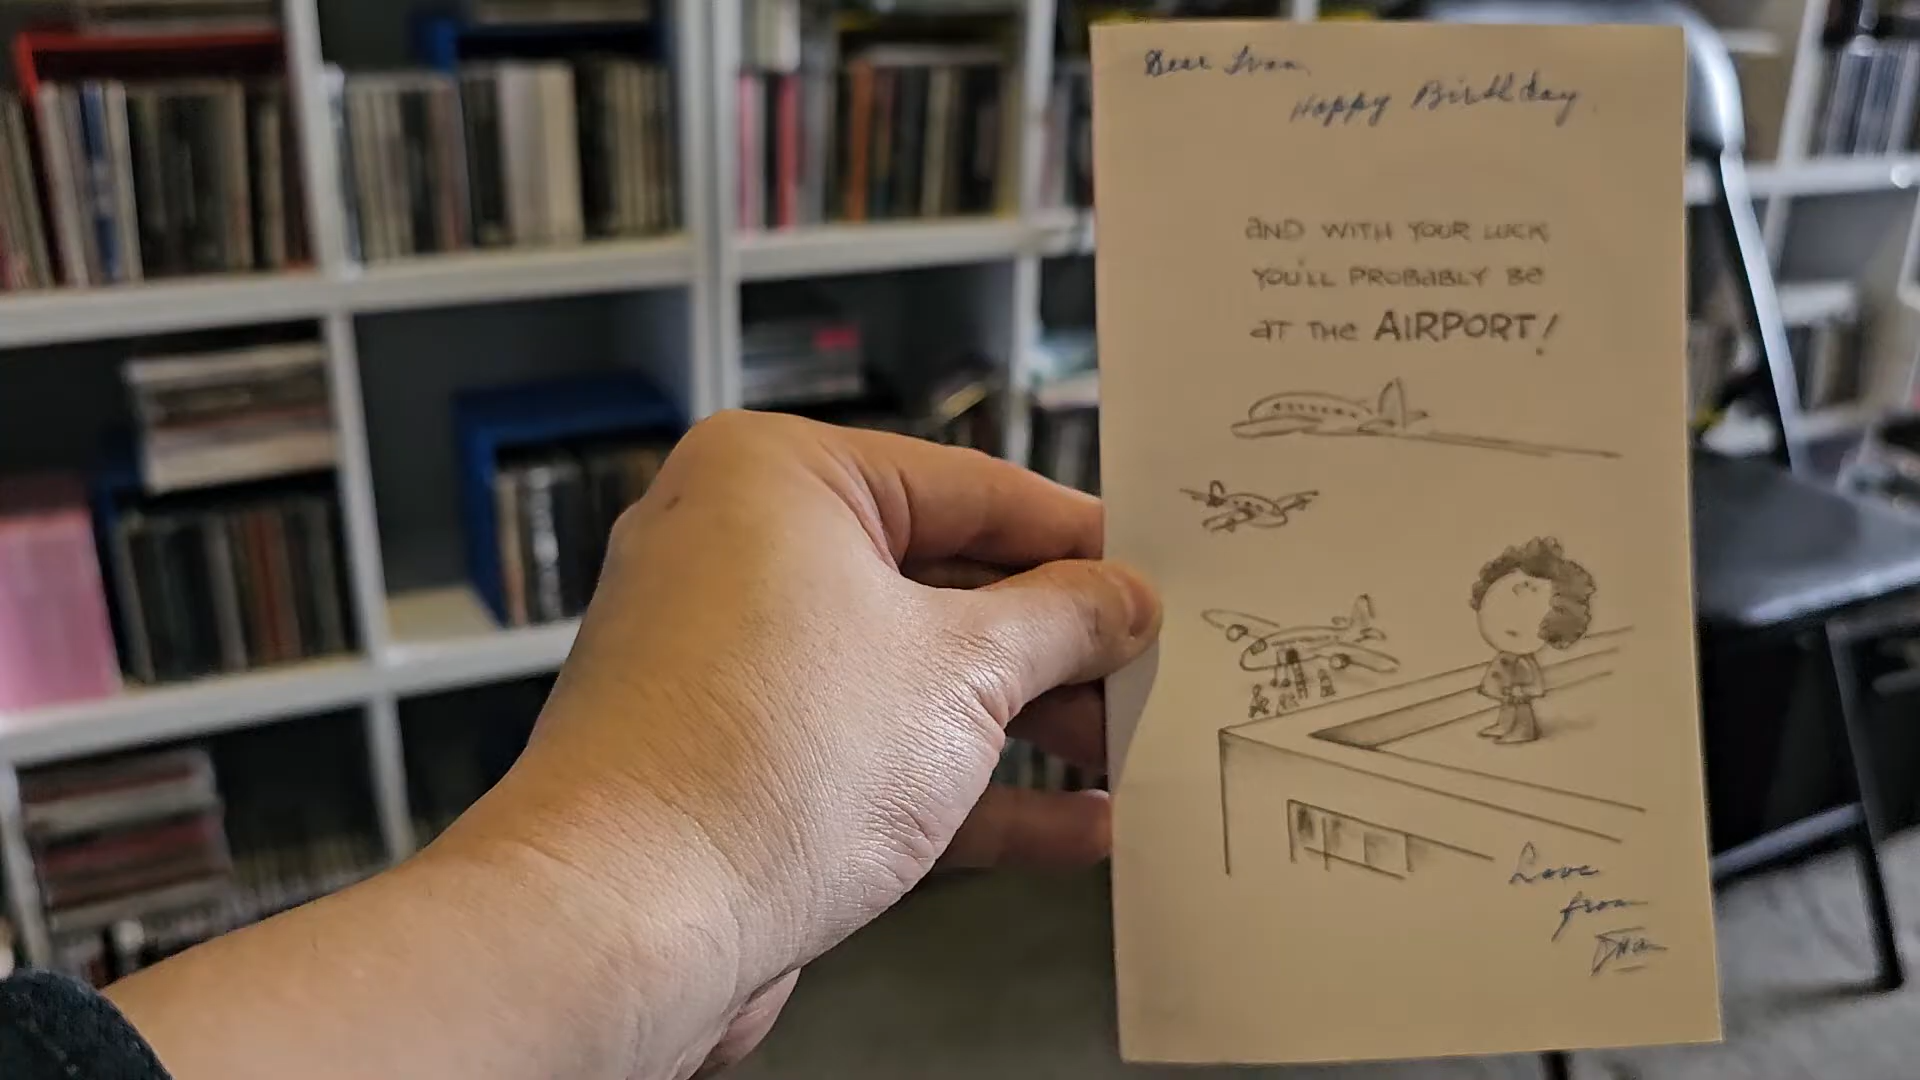 Dear Ivan,
Happy Birthday
AND WITH YOUR LUCK
YOU'LL PROBABLY BE
AT THE AIRPORT!
Love
from